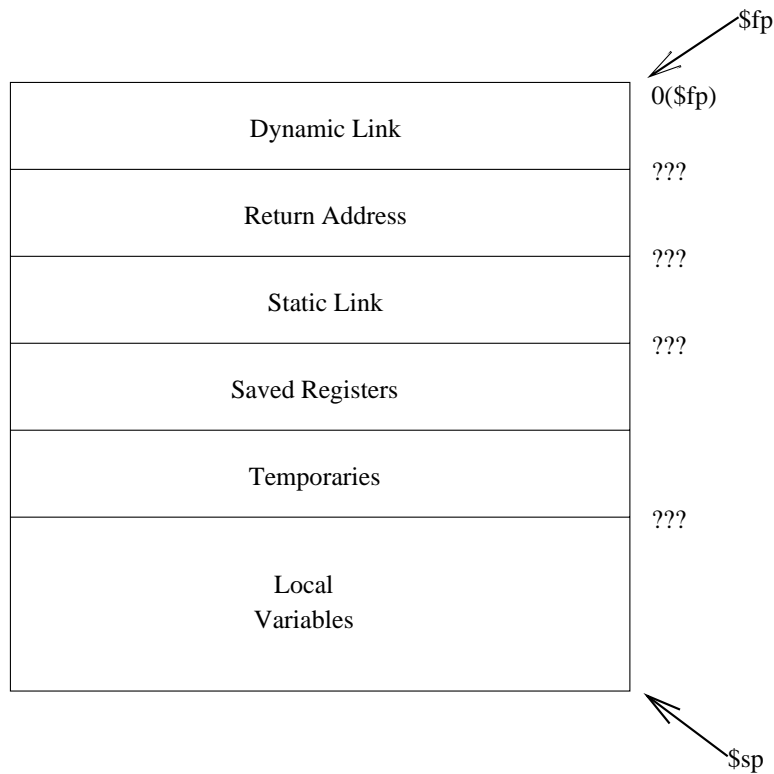 $fp
0($fp)
Dynamic Link
???
Return Address
???
Static Link
???
Saved Registers
Temporaries
???
Local
Variables
$sp